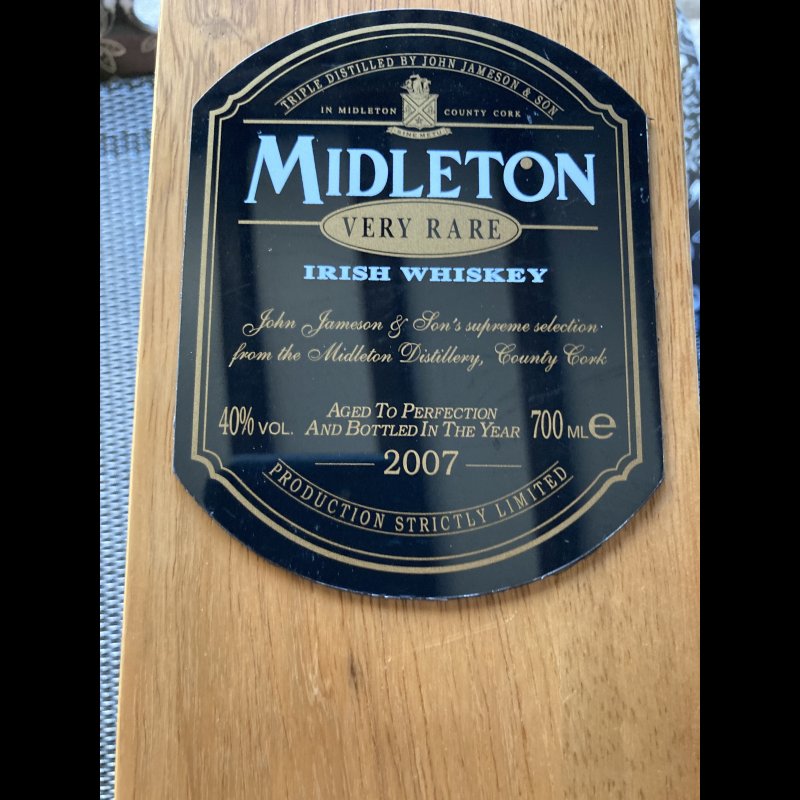 TRIPLE DISTILLED BY JOHN JAMESON & SON
IN MIDLETON COUNTY CORK
SINE METU
MIDLETON
VERY RARE
IRISH WHISKEY
John Jameson & Son's supreme selection
from the Midleton Distillery, County Cork
40% VOL. AGED TO PERFECTION AND BOTTLED IN THE YEAR 700 ML e
2007
PRODUCTION STRICTLY LIMITED